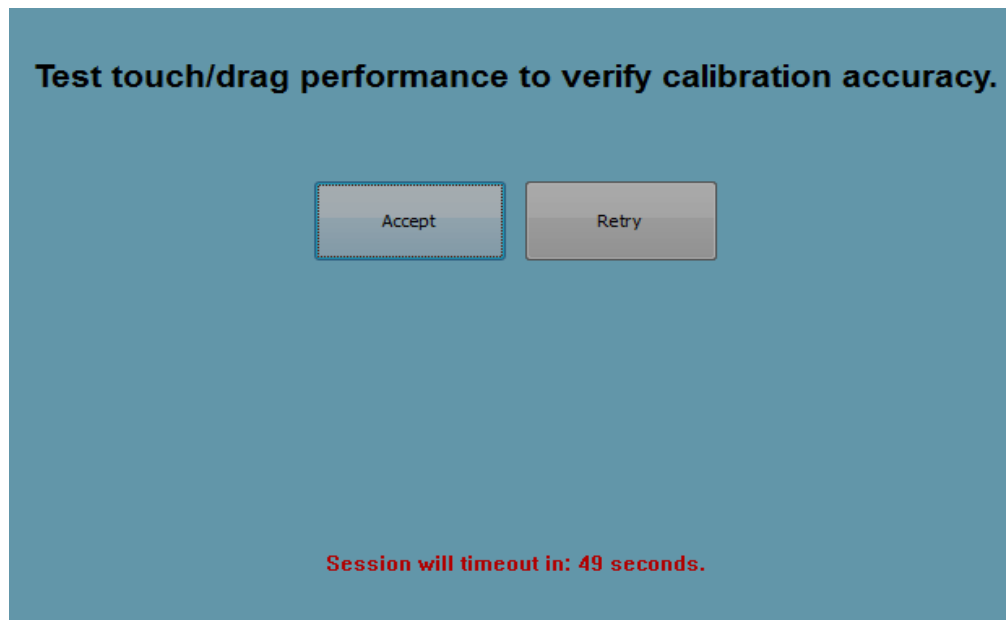 Test touch/drag performance to verify calibration accuracy.
Accept
Retry
Session will timeout in: 49 seconds.